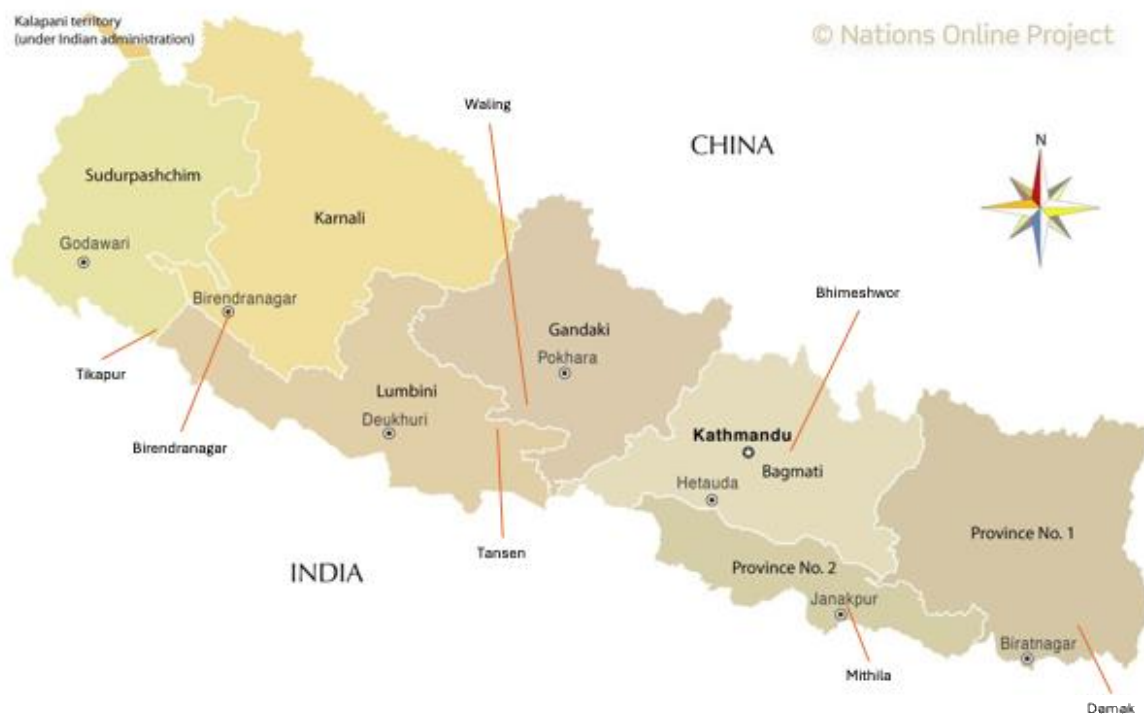 Kalapani territory
(under Indian administration)
© Nations Online Project
Waling
CHINA
N
Sudurpashchim
Karnali
Godawari
Birendranagar
Bhimeshwor
Gandaki
Pokhara
Tikapur
Lumbini
Deukhuri
Birendranagar
Kathmandu
Bagmati
Hetauda
Tansen
INDIA
Province No. 1
Province No. 2
Janakpur
Biratnagar
Mithila
Damak